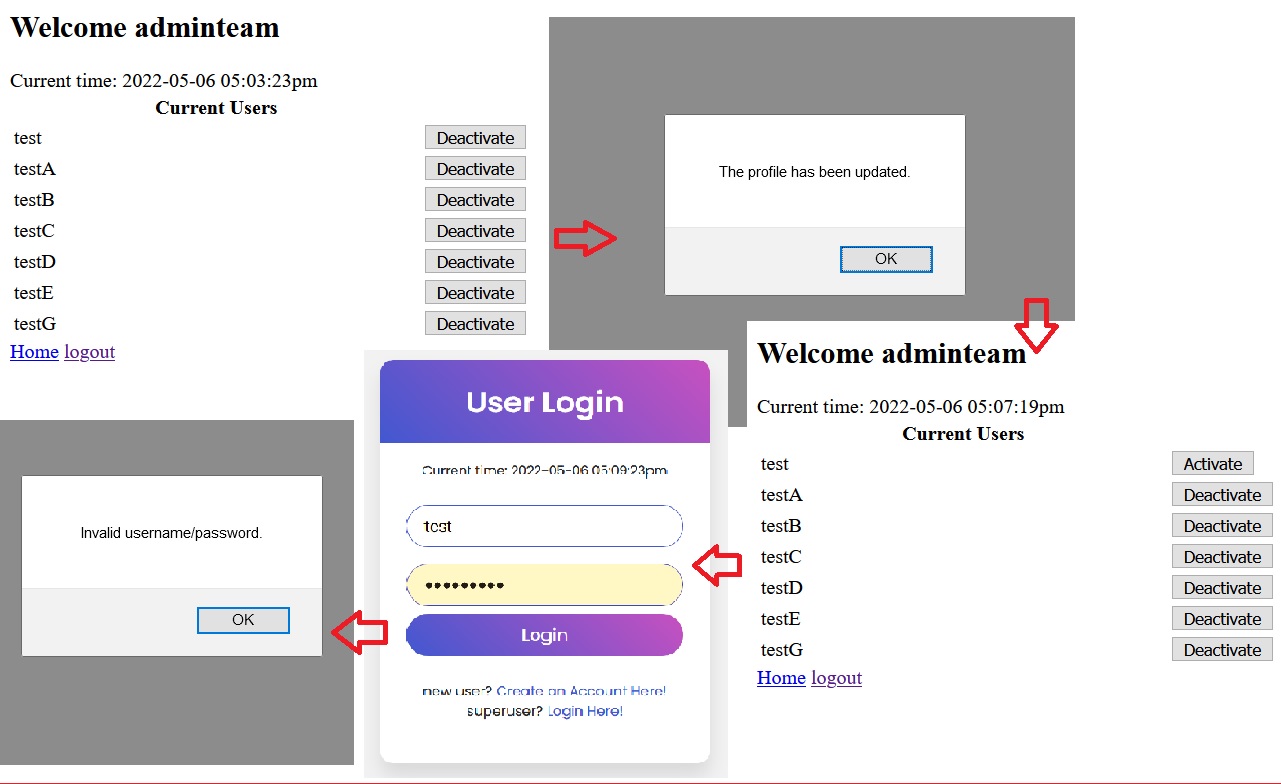 Welcome adminteam
Current time: 2022-05-06 05:03:23pm
Current Users
test Deactivate
testA Deactivate
testB Deactivate
testC Deactivate
testD Deactivate
testE Deactivate
testG Deactivate
Home logout
The profile has been updated.
OK
Welcome adminteam
Current time: 2022-05-06 05:07:19pm
Current Users
test Activate
testA Deactivate
testB Deactivate
testC Deactivate
testD Deactivate
testE Deactivate
testG Deactivate
Home logout
User Login
Current time: 2022-05-06 05:09:23pm
test
•••••••••
Login
new user? Create an Account Here!
superuser? Login Here!
Invalid username/password.
OK